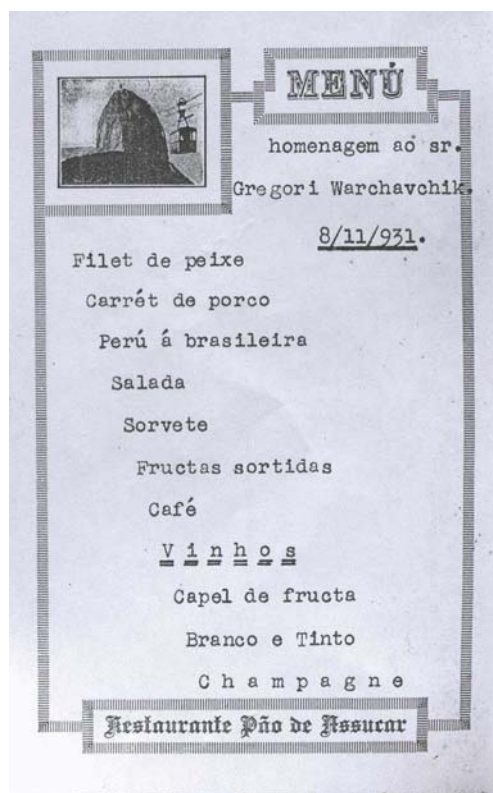 MENÚ
homenagem ao sr.
Gregori Warchavchik.
8/11/931.
Filet de peixe
Carrét de porco
Perú á brasileira
Salada
Sorvete
Fructas sortidas
Café
Vinhos
Capel de fructa
Branco e Tinto
Champagne
Restaurante Pão de Assucar